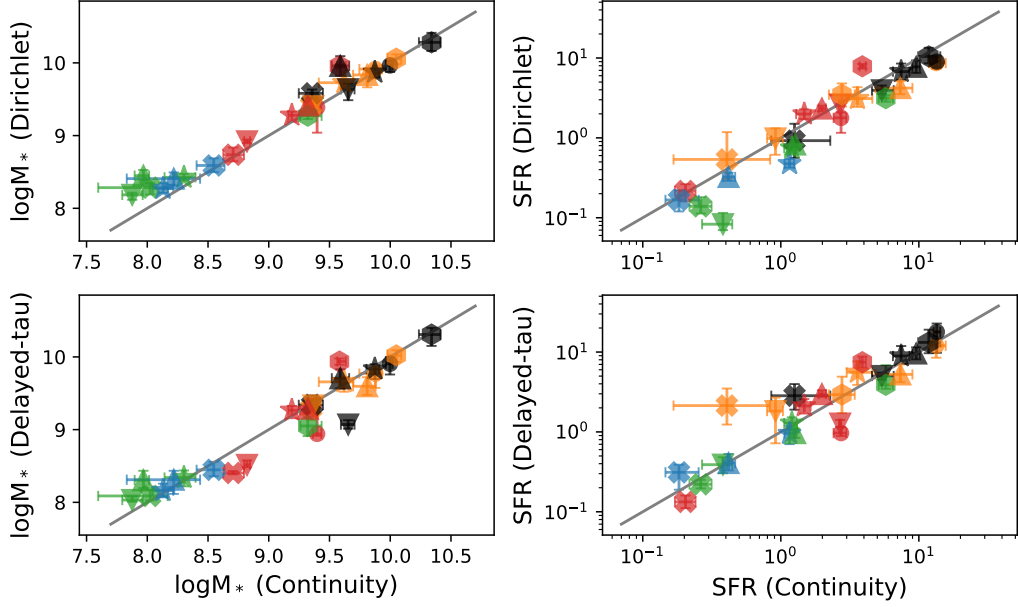 logM* (Dirichlet)
10
9
8
7.5 8.0 8.5 9.0 9.5 10.0 10.5
SFR (Dirichlet)
10¹
10⁰
10⁻¹
10⁻¹ 10⁰ 10¹
logM* (Delayed-tau)
10
9
8
7.5 8.0 8.5 9.0 9.5 10.0 10.5
logM* (Continuity)
SFR (Delayed-tau)
10¹
10⁰
10⁻¹
10⁻¹ 10⁰ 10¹
SFR (Continuity)